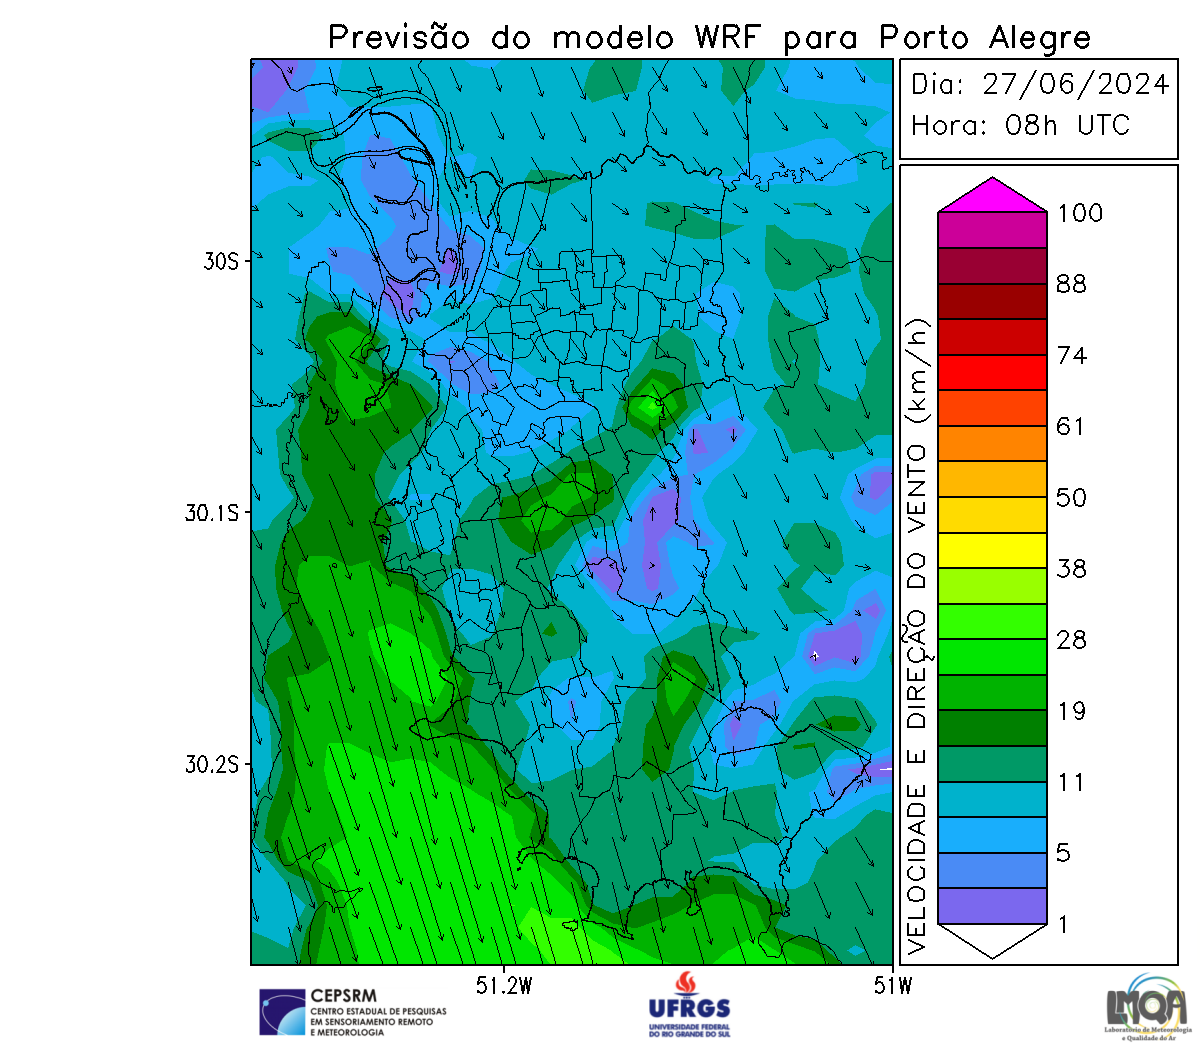 Previsão do modelo WRF para Porto Alegre
Dia: 27/06/2024
Hora: 08h UTC
30S
30.1S
30.2S
51.2W
51W
VELOCIDADE E DIREÇÃO DO VENTO (km/h)
100
88
74
61
50
38
28
19
11
5
1
CEPSRM
CENTRO ESTADUAL DE PESQUISAS
EM SENSORIAMENTO REMOTO
E METEOROLOGIA
UFRGS
UNIVERSIDADE FEDERAL
DO RIO GRANDE DO SUL
LMQA
Laboratório de Meteorologia
e Qualidade do Ar